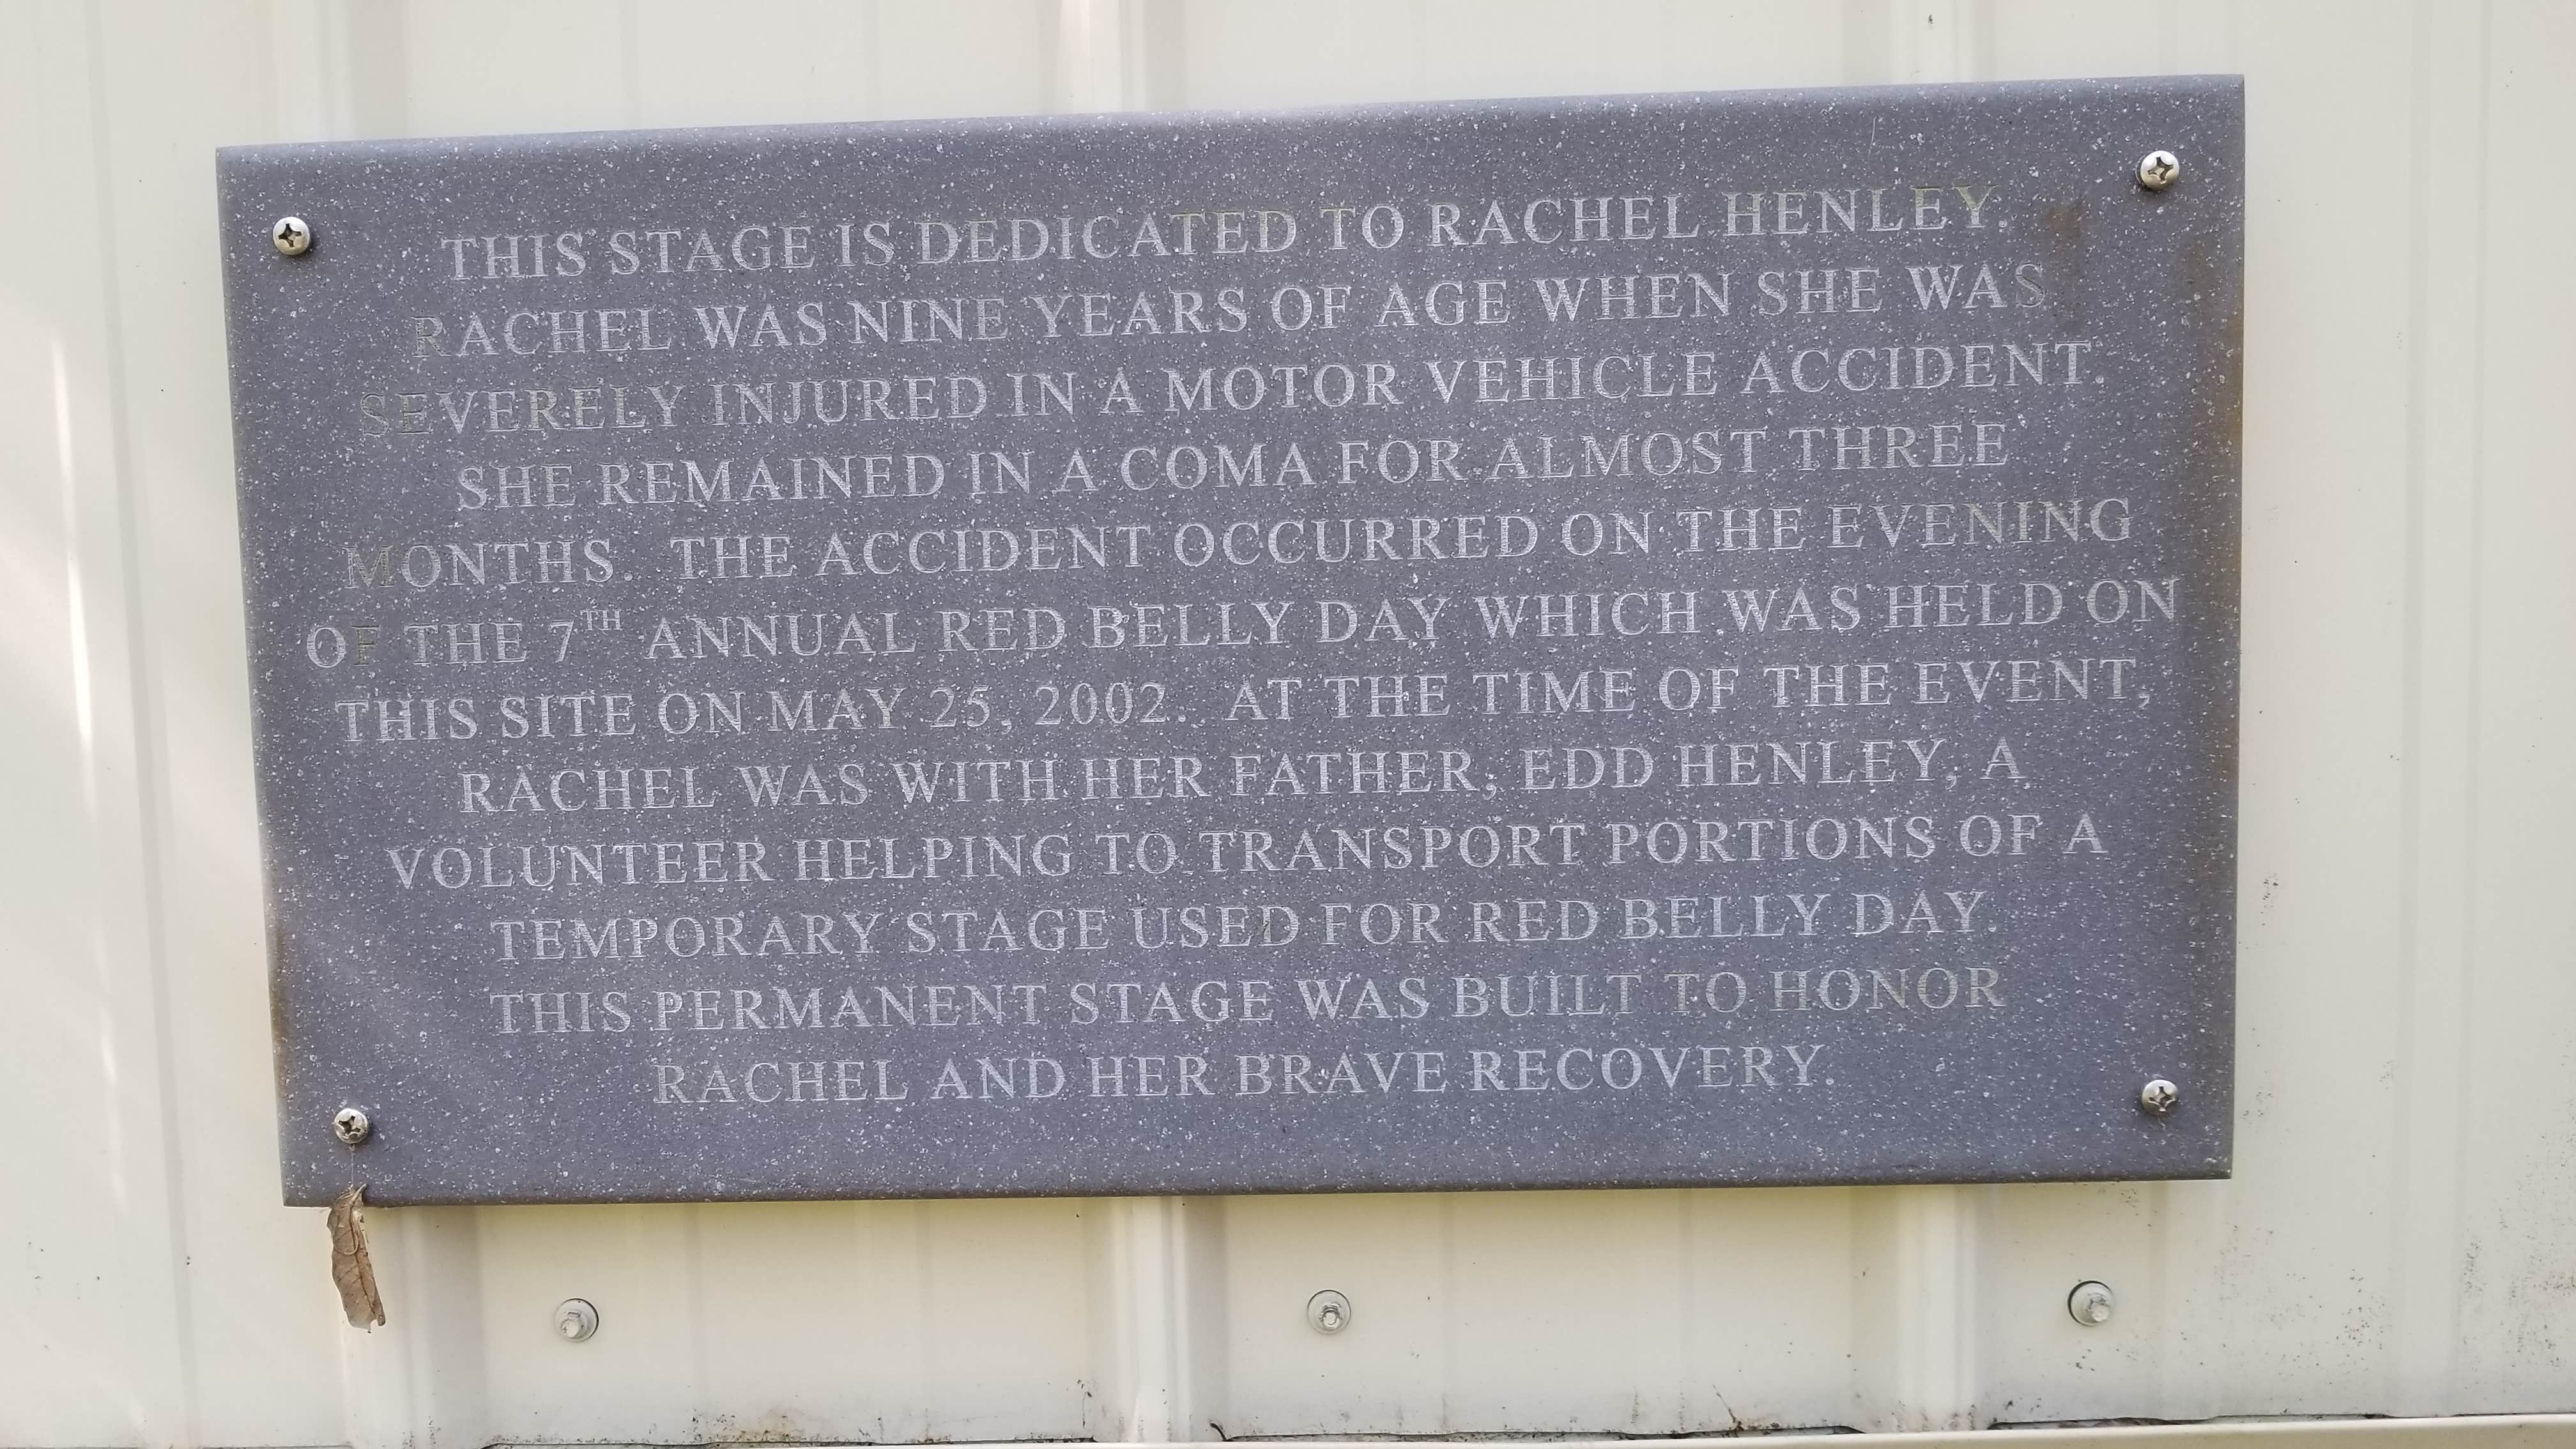 THIS STAGE IS DEDICATED TO RACHEL HENLEY.
RACHEL WAS NINE YEARS OF AGE WHEN SHE WAS
SEVERELY INJURED IN A MOTOR VEHICLE ACCIDENT.
SHE REMAINED IN A COMA FOR ALMOST THREE
MONTHS. THE ACCIDENT OCCURRED ON THE EVENING
OF THE 7TH ANNUAL RED BELLY DAY WHICH WAS HELD ON
THIS SITE ON MAY 25, 2002. AT THE TIME OF THE EVENT,
RACHEL WAS WITH HER FATHER, EDD HENLEY, A
VOLUNTEER HELPING TO TRANSPORT PORTIONS OF A
TEMPORARY STAGE USED FOR RED BELLY DAY.
THIS PERMANENT STAGE WAS BUILT TO HONOR
RACHEL AND HER BRAVE RECOVERY.